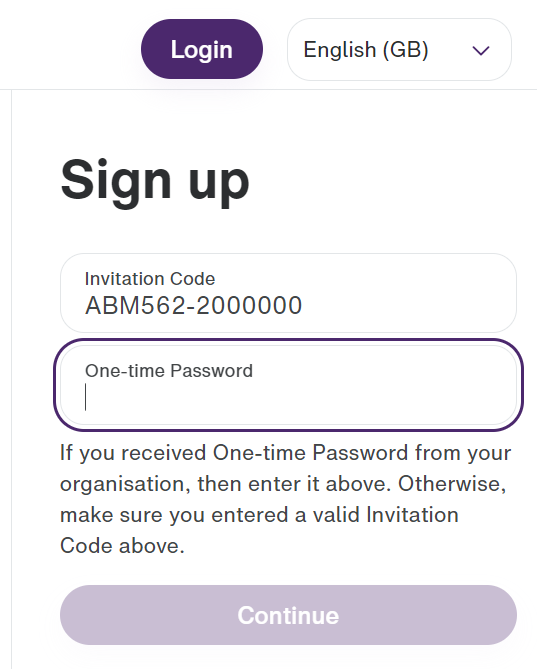 Login
English (GB)
Sign up
Invitation Code
ABM562-2000000
One-time Password
If you received One-time Password from your
organisation, then enter it above. Otherwise,
make sure you entered a valid Invitation
Code above.
Continue